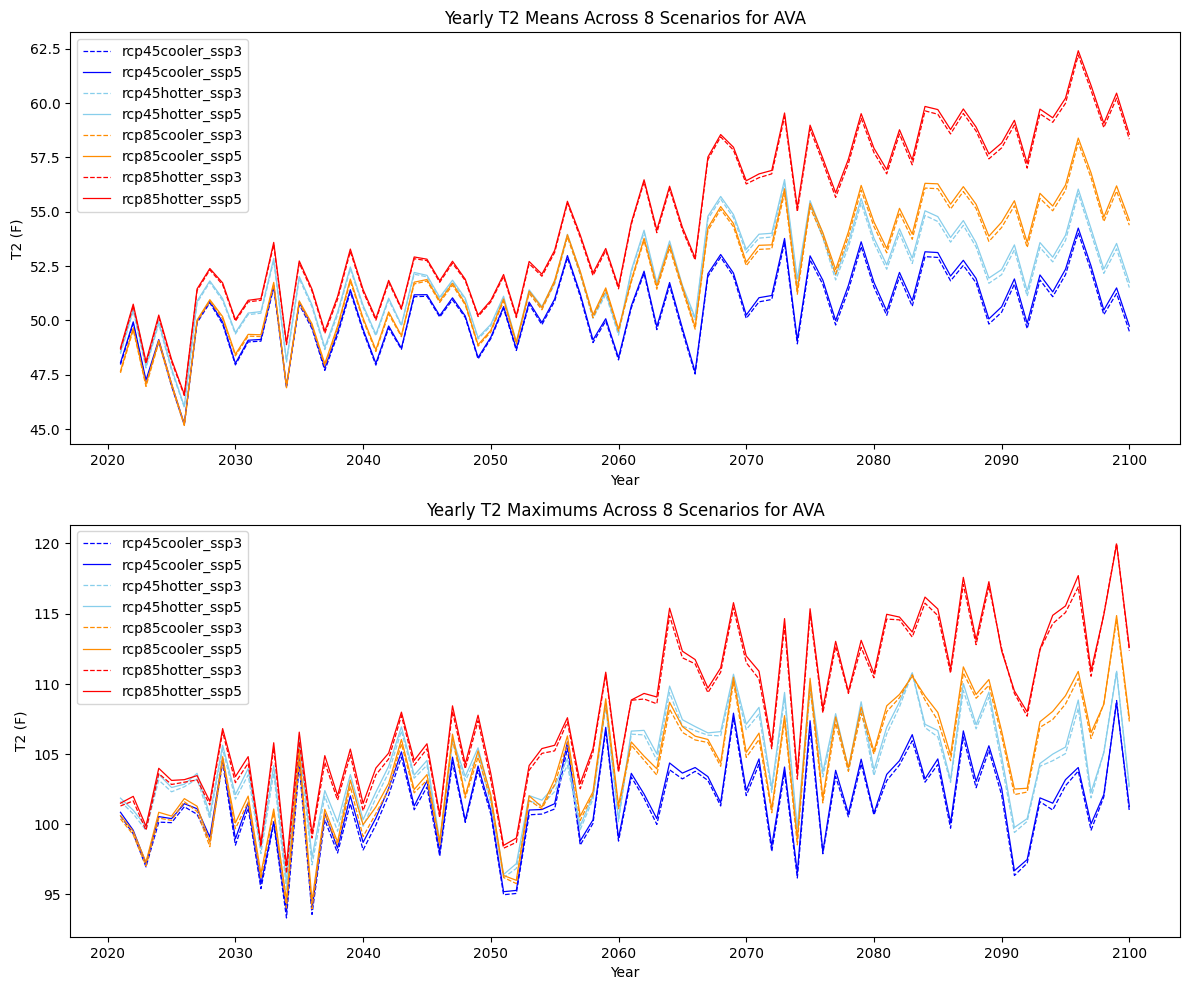 Yearly T2 Means Across 8 Scenarios for AVA
rcp45cooler_ssp3
rcp45cooler_ssp5
rcp45hotter_ssp3
rcp45hotter_ssp5
rcp85cooler_ssp3
rcp85cooler_ssp5
rcp85hotter_ssp3
rcp85hotter_ssp5
T2 (F)
62.5
60.0
57.5
55.0
52.5
50.0
47.5
45.0
2020 2030 2040 2050 2060 2070 2080 2090 2100
Year
Yearly T2 Maximums Across 8 Scenarios for AVA
rcp45cooler_ssp3
rcp45cooler_ssp5
rcp45hotter_ssp3
rcp45hotter_ssp5
rcp85cooler_ssp3
rcp85cooler_ssp5
rcp85hotter_ssp3
rcp85hotter_ssp5
T2 (F)
120
115
110
105
100
95
2020 2030 2040 2050 2060 2070 2080 2090 2100
Year